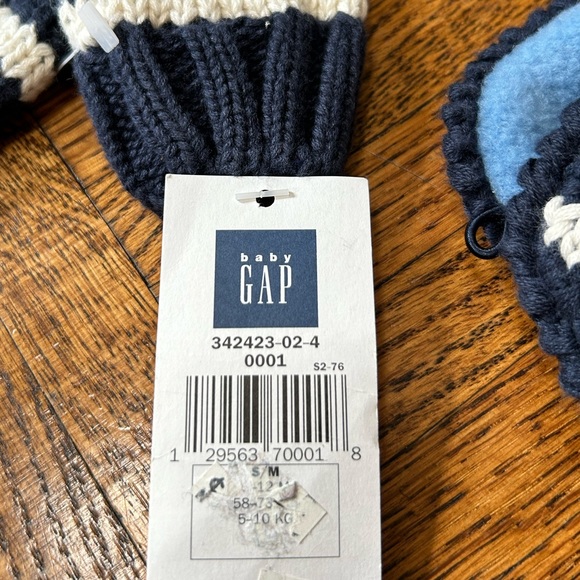 baby
GAP
342423-02-4
0001
S2-76
1 29563 70001 8
S/M
58-73
5-10 KG